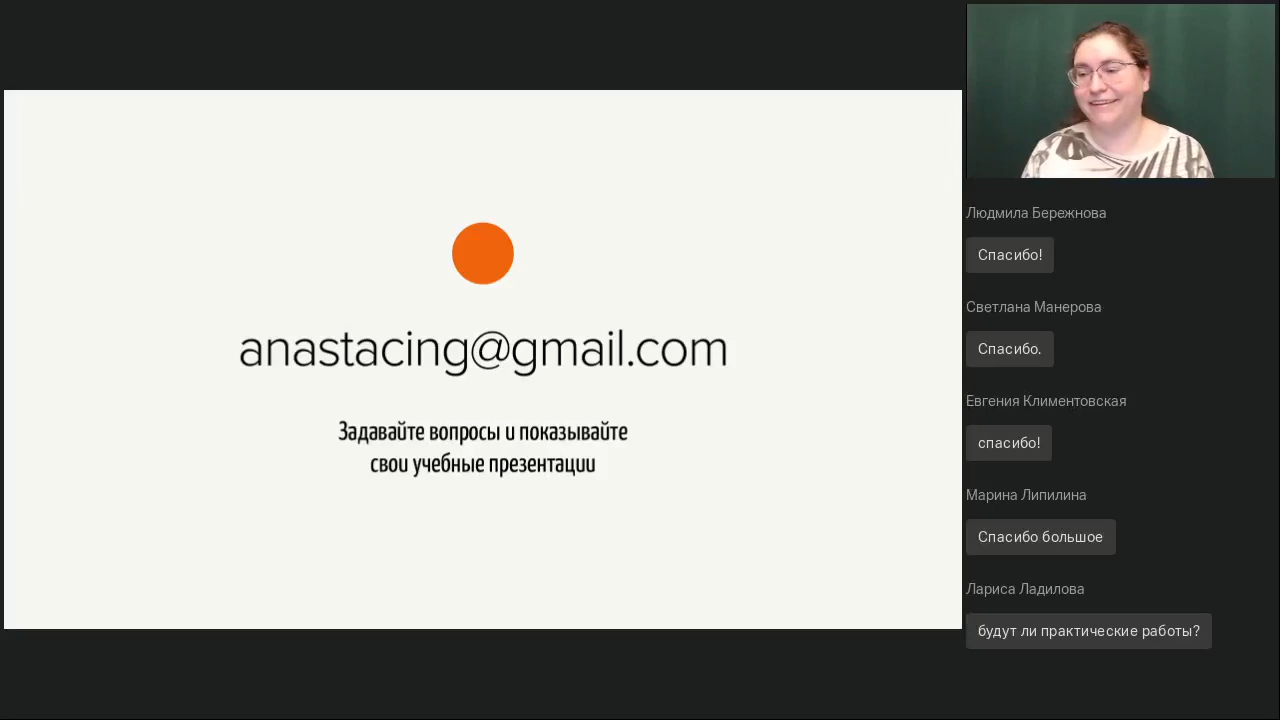 anastacing@gmail.com
Задавайте вопросы и показывайте
свои учебные презентации
Людмила Бережнова
Спасибо!
Светлана Манерова
Спасибо.
Евгения Климентовская
спасибо!
Марина Липилина
Спасибо большое
Лариса Ладилова
будут ли практические работы?